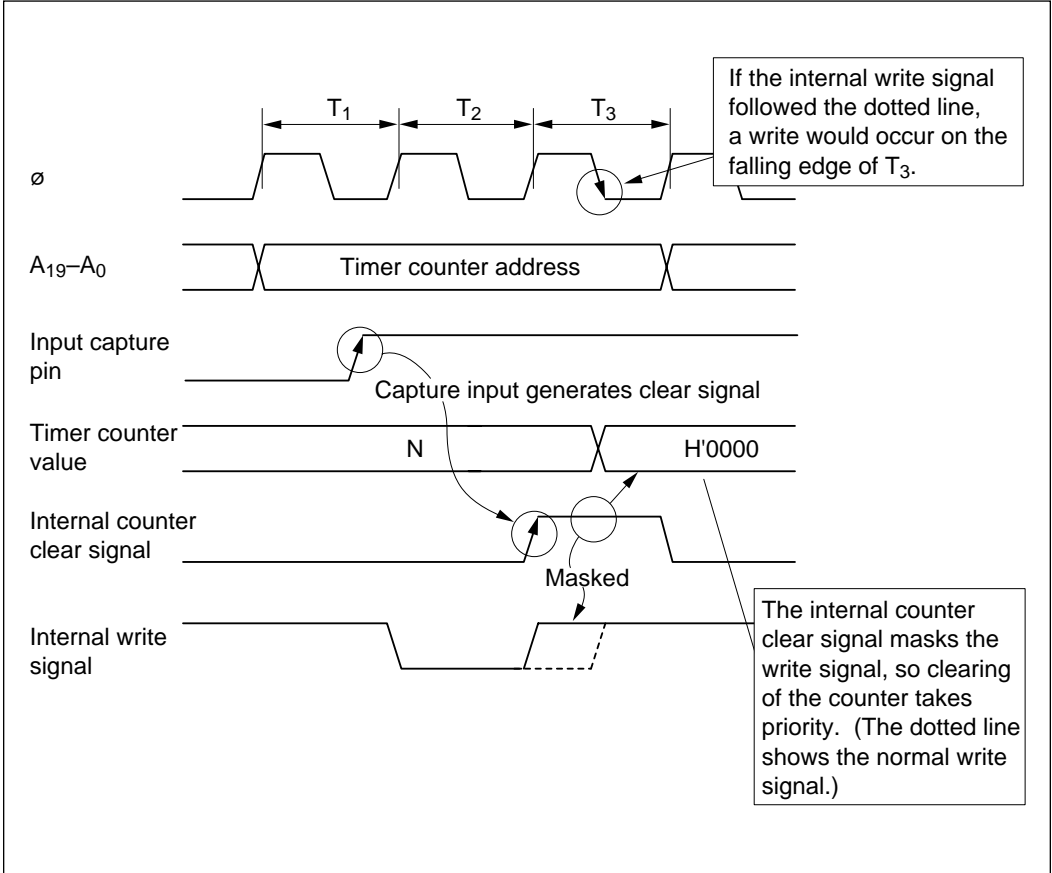 If the internal write signal
followed the dotted line,
a write would occur on the
falling edge of T3.
T1
T2
T3
ø
A19–A0
Timer counter address
Input capture
pin
Capture input generates clear signal
Timer counter
value
N
H'0000
Internal counter
clear signal
Masked
Internal write
signal
The internal counter
clear signal masks the
write signal, so clearing
of the counter takes
priority. (The dotted line
shows the normal write
signal.)